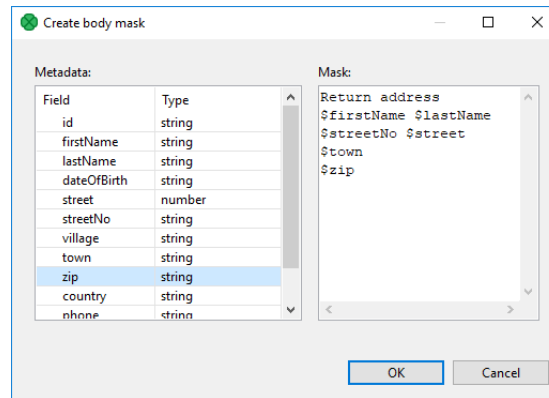 Create body mask
Metadata:
Field Type
id string
firstName string
lastName string
dateOfBirth string
street number
streetNo string
village string
town string
zip string
country string
phone string
Mask:
Return address
$firstName $lastName
$streetNo $street
$town
$zip
OK Cancel